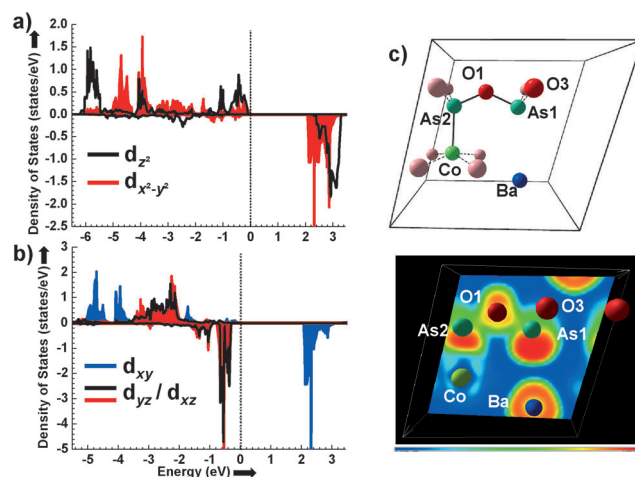 a)
Density of States (states/eV)
2.0
1.5
1.0
0.5
0.0
-0.5
-1.0
-1.5
-2.0
-2.5
d_z²
d_x²-y²
-6 -5 -4 -3 -2 -1 0 1 2 3
b)
Density of States (states/eV)
3
2
1
0
-1
-2
-3
-4
-5
d_xy
d_yz / d_xz
-5 -4 -3 -2 -1 0 1 2 3
Energy (eV)
c)
O1
O3
As2
As1
Co
Ba
O1
O3
As2
As1
Co
Ba